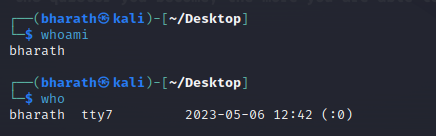 ┌──(bharath㉿kali)-[~/Desktop]
└─$ whoami
bharath
┌──(bharath㉿kali)-[~/Desktop]
└─$ who
bharath  tty7         2023-05-06 12:42 (:0)